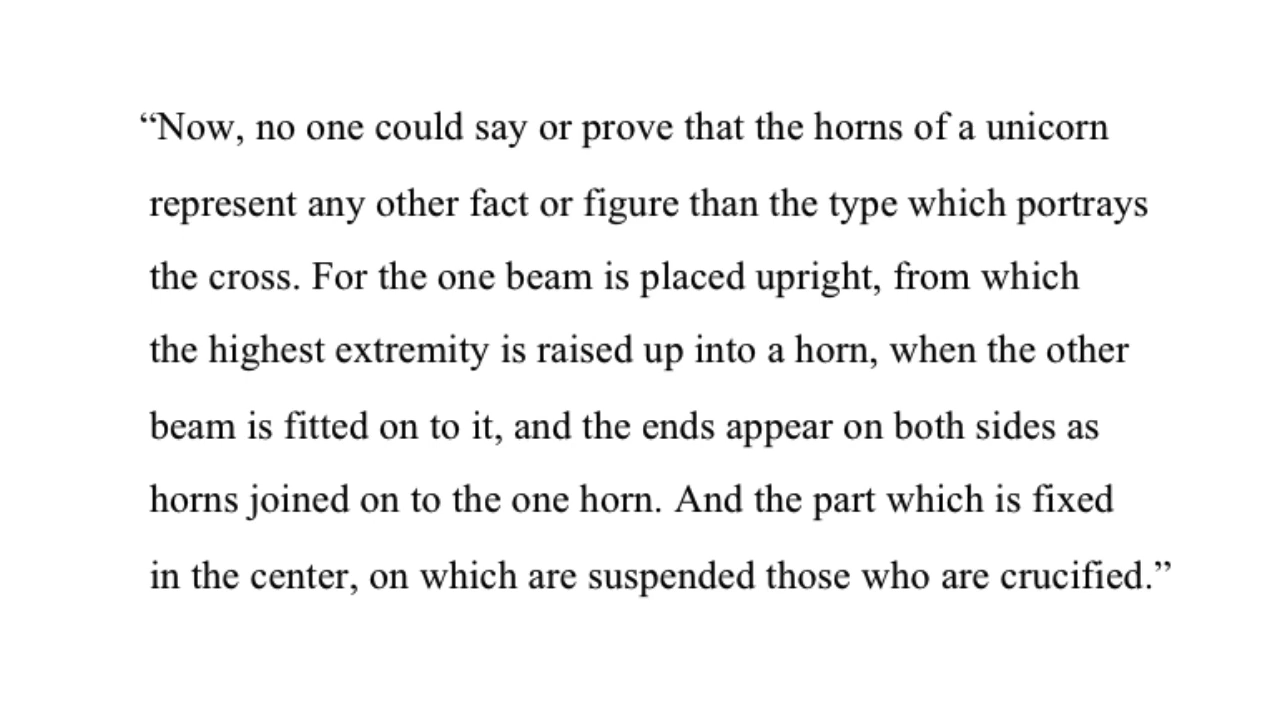 “Now, no one could say or prove that the horns of a unicorn
represent any other fact or figure than the type which portrays
the cross. For the one beam is placed upright, from which
the highest extremity is raised up into a horn, when the other
beam is fitted on to it, and the ends appear on both sides as
horns joined on to the one horn. And the part which is fixed
in the center, on which are suspended those who are crucified.”